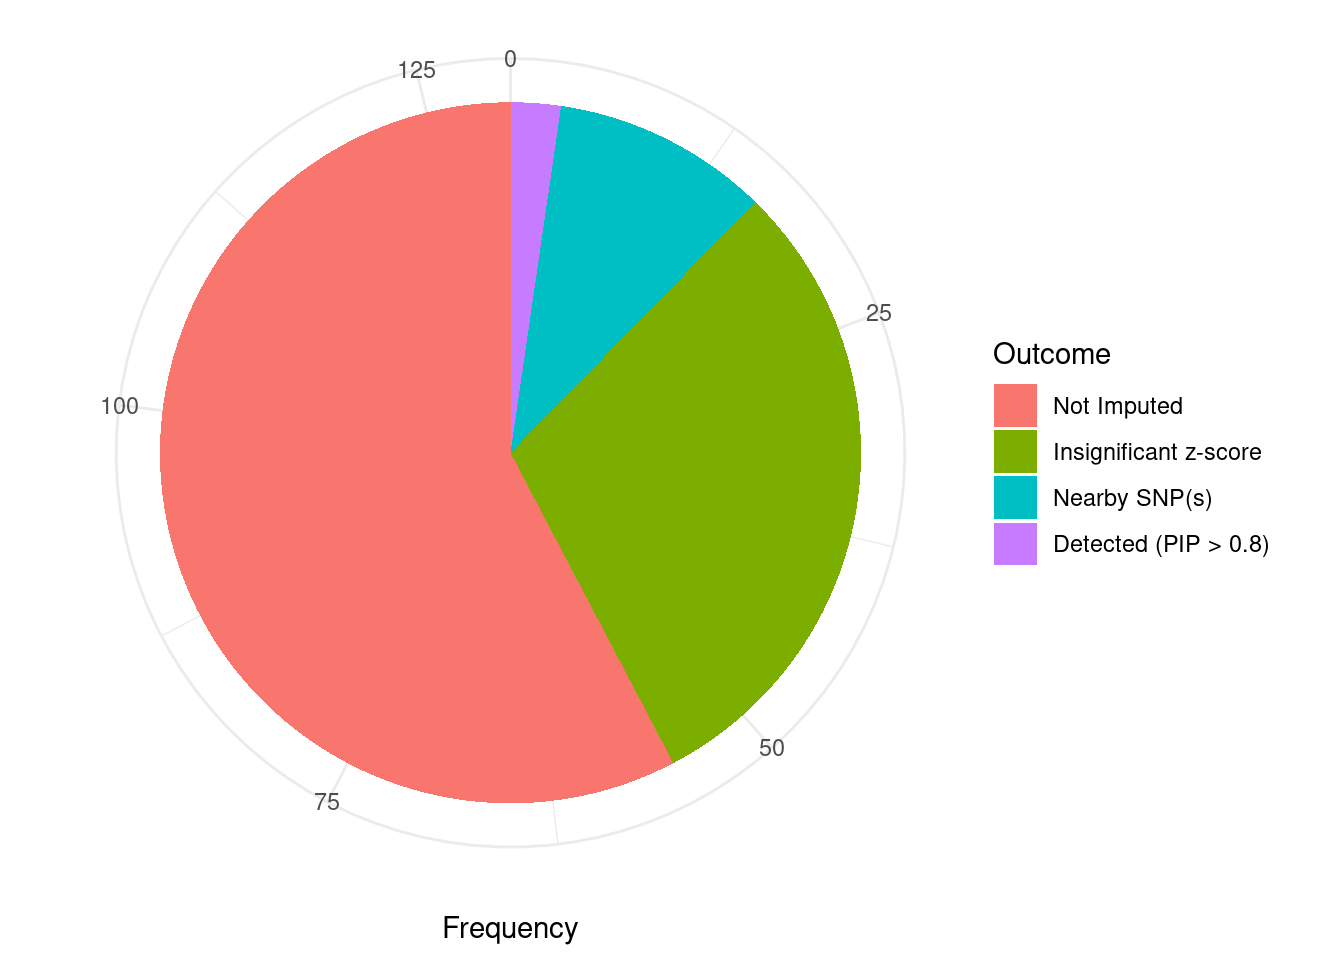 0
125
25
100
50
75
Frequency
Outcome
Not Imputed
Insignificant z-score
Nearby SNP(s)
Detected (PIP > 0.8)